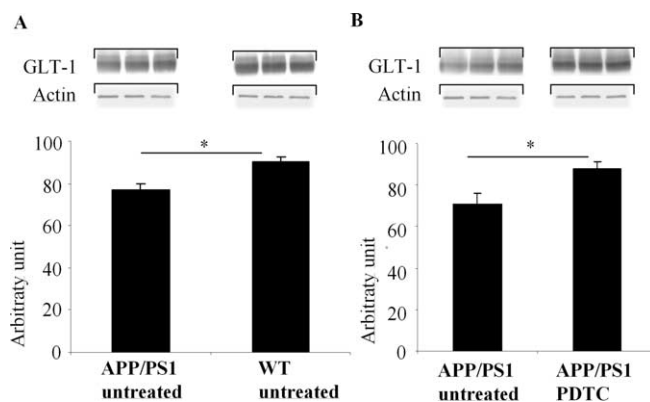 A
GLT-1
Actin
*
100
80
60
40
20
0
Arbitraty unit
APP/PS1 untreated
WT untreated
B
GLT-1
Actin
*
100
80
60
40
20
0
Arbitraty unit
APP/PS1 untreated
APP/PS1 PDTC